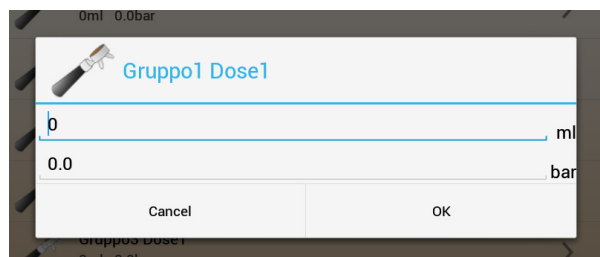 0ml 0.0bar
Gruppo1 Dose1
0 ml
0.0 bar
Cancel OK
Gruppo3 Dose1